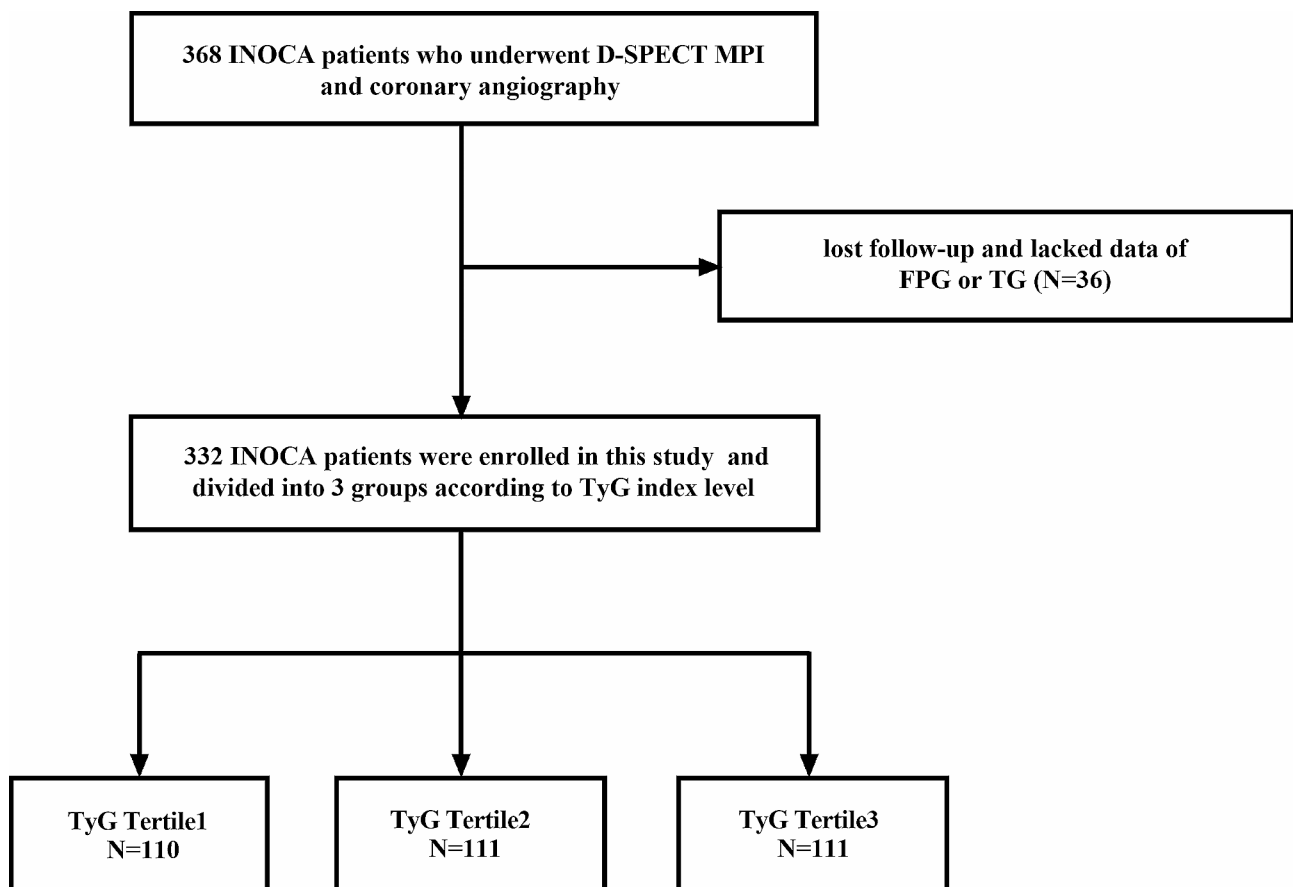 368 INOCA patients who underwent D-SPECT MPI
and coronary angiography
lost follow-up and lacked data of
FPG or TG (N=36)
332 INOCA patients were enrolled in this study and
divided into 3 groups according to TyG index level
TyG Tertile1
N=110
TyG Tertile2
N=111
TyG Tertile3
N=111